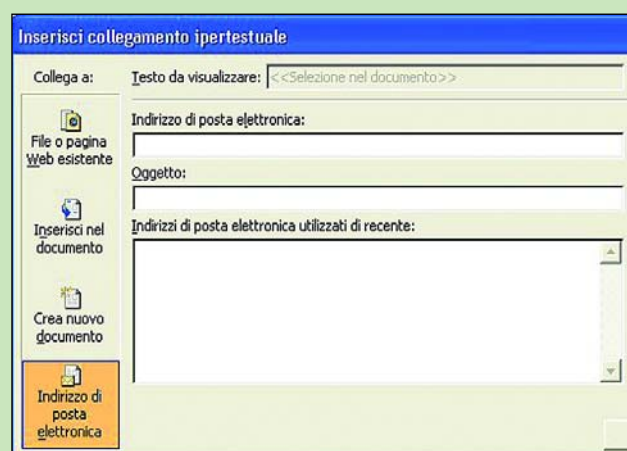 Inserisci collegamento ipertestuale
Collega a:
Testo da visualizzare: <<Selezione nel documento>>
File o pagina
Web esistente
Inserisci nel
documento
Crea nuovo
documento
Indirizzo di
posta
elettronica
Indirizzo di posta elettronica:
Oggetto:
Indirizzi di posta elettronica utilizzati di recente: